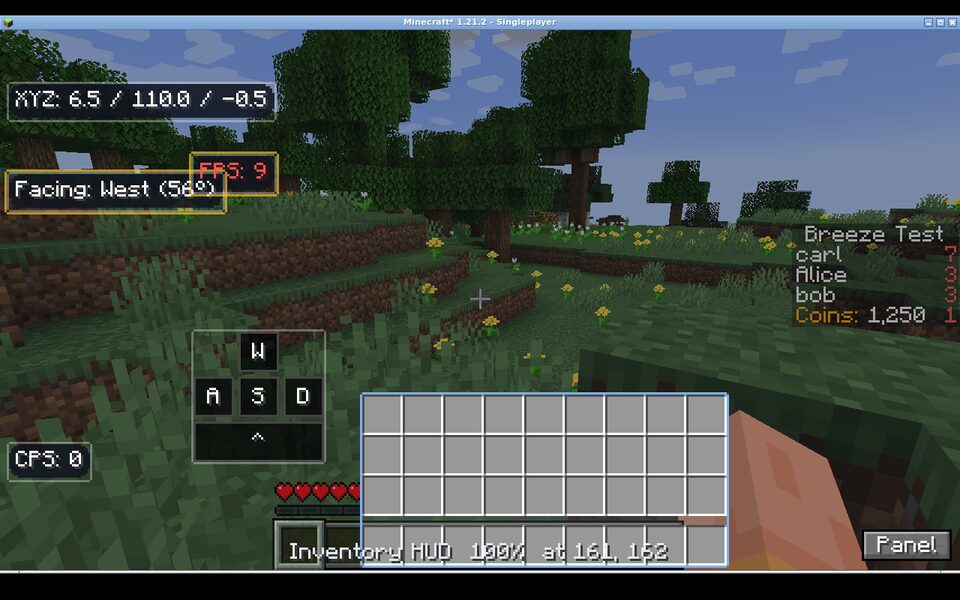 Minecraft* 1.21.2 - Singleplayer
XYZ: 6.5 / 110.0 / -0.5
FPS: 9
Facing: West (56°)
Breeze Test
carl 7
Alice 3
bob 3
Coins: 1,250 1
W
A S D
^
CPS: 0
Inventory HUD 100% at 161, 162
Panel